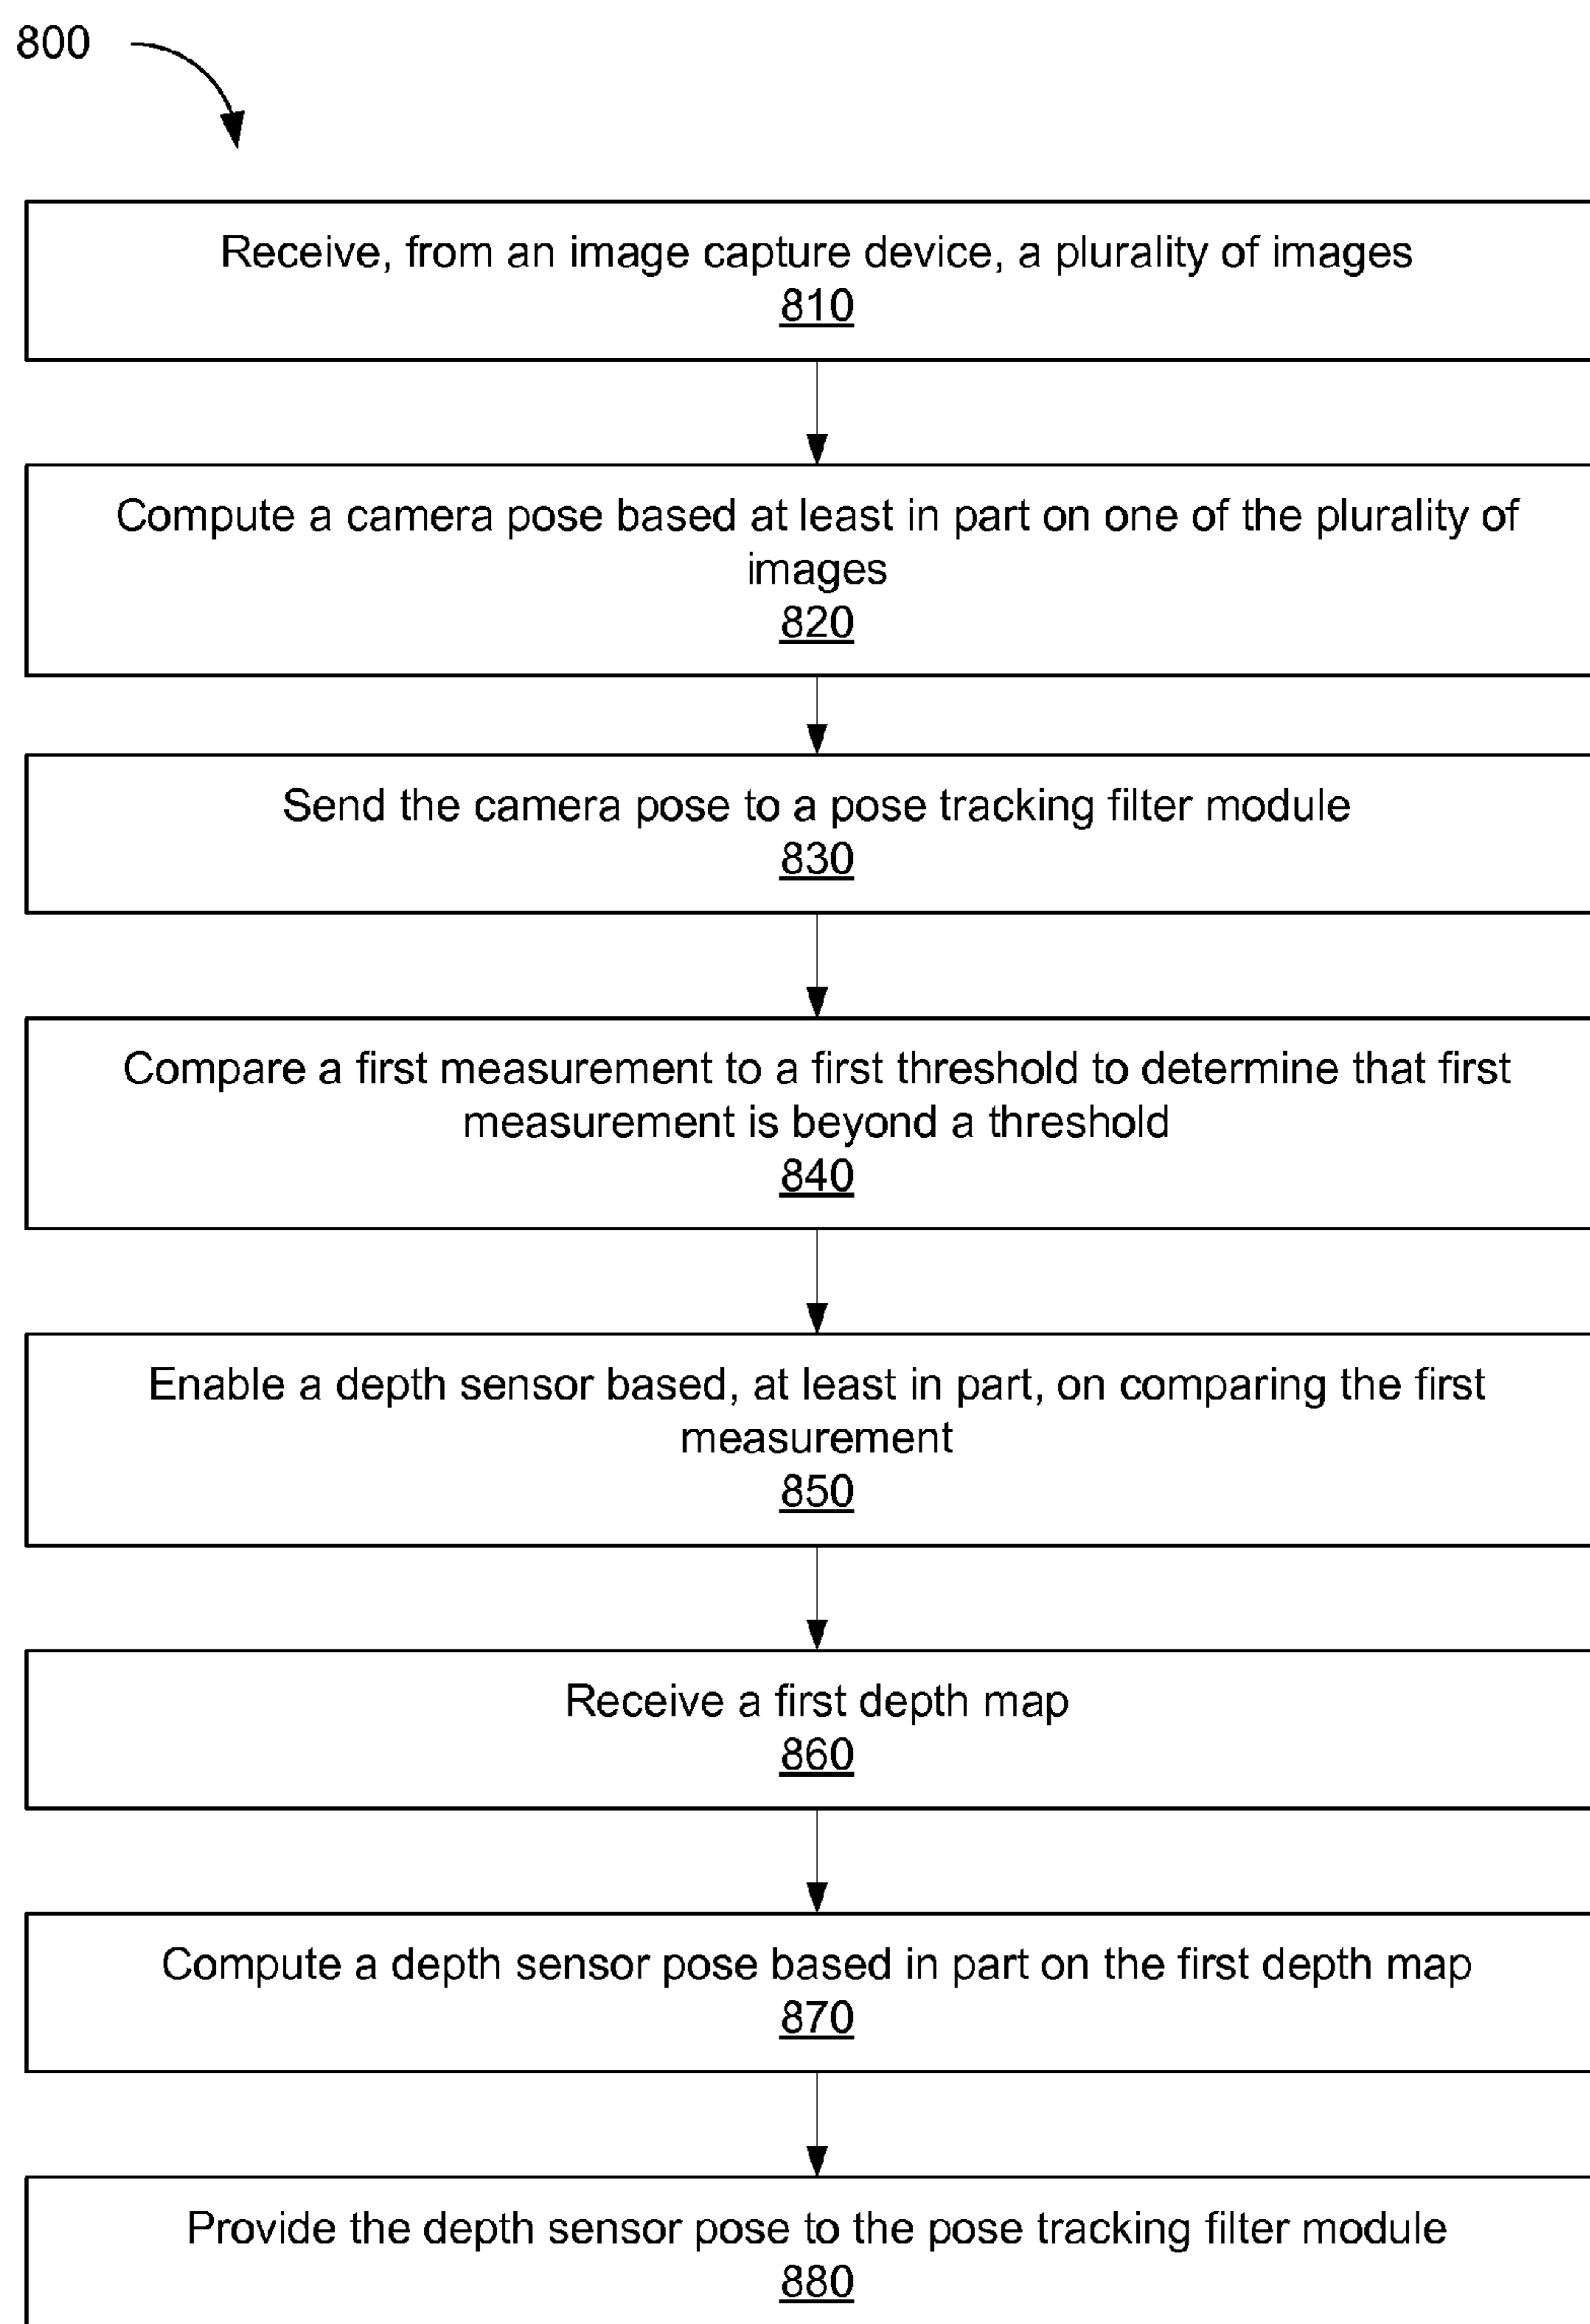 800
Receive, from an image capture device, a plurality of images
810
Compute a camera pose based at least in part on one of the plurality of
images
820
Send the camera pose to a pose tracking filter module
830
Compare a first measurement to a first threshold to determine that first
measurement is beyond a threshold
840
Enable a depth sensor based, at least in part, on comparing the first
measurement
850
Receive a first depth map
860
Compute a depth sensor pose based in part on the first depth map
870
Provide the depth sensor pose to the pose tracking filter module
880